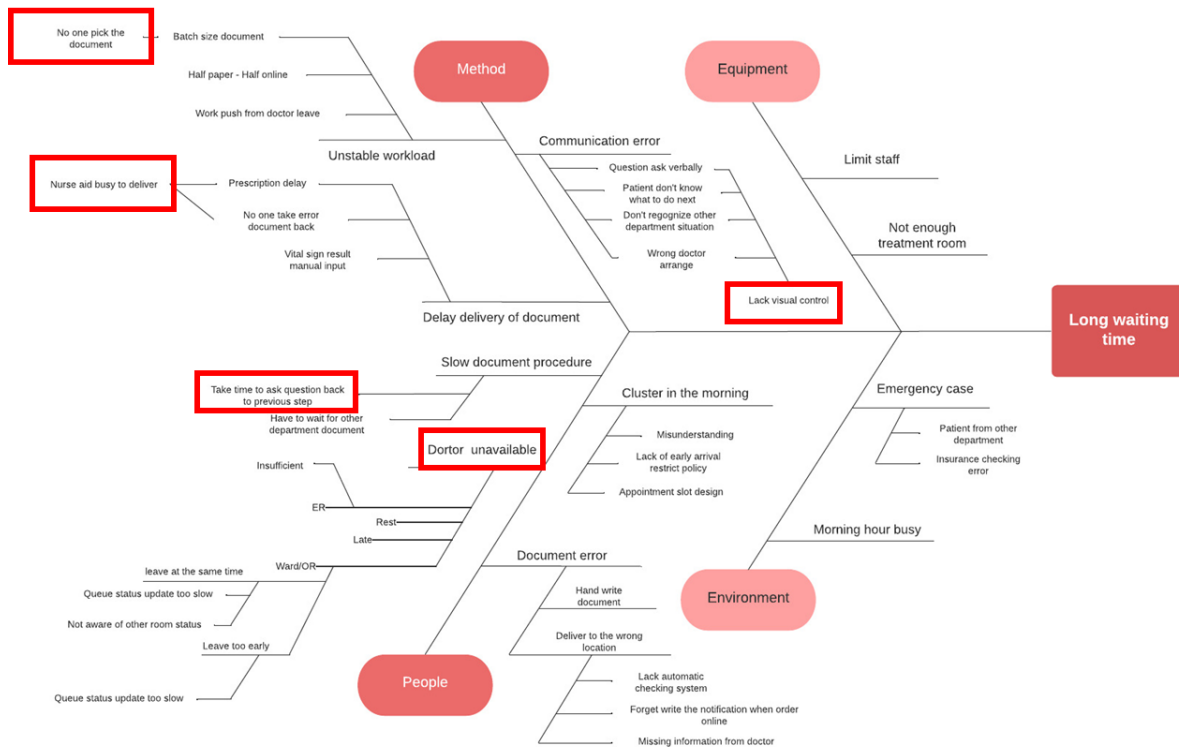 No one pick the
document
Batch size document
Half paper - Half online
Work push from doctor leave
Unstable workload
Method
Equipment
Communication error
Question ask verbally
Patient don't know
what to do next
Don't regognize other
department situation
Wrong doctor
arrange
Lack visual control
Limit staff
Not enough
treatment room
Nurse aid busy to deliver
Prescription delay
No one take error
document back
Vital sign result
manual input
Delay delivery of document
Long waiting
time
Slow document procedure
Take time to ask question back
to previous step
Have to wait for other
department document
Dortor unavailable
Insufficient
ER
Rest
Late
Ward/OR
leave at the same time
Queue status update too slow
Not aware of other room status
Leave too early
Queue status update too slow
Cluster in the morning
Misunderstanding
Lack of early arrival
restrict policy
Appointment slot design
Emergency case
Patient from other
department
Insurance checking
error
Morning hour busy
Environment
Document error
Hand write
document
Deliver to the wrong
location
Lack automatic
checking system
Forget write the notification when order
online
Missing information from doctor
People